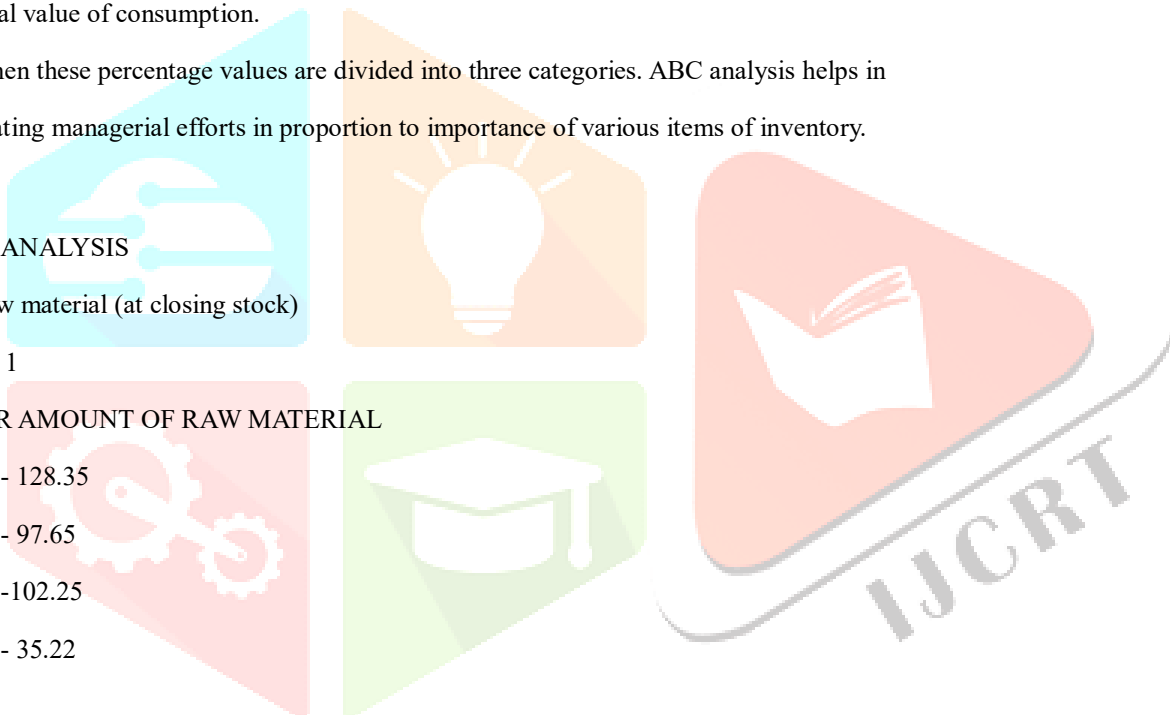 al value of consumption.
hen these percentage values are divided into three categories. ABC analysis helps in
ating managerial efforts in proportion to importance of various items of inventory.
ANALYSIS
w material (at closing stock)
1
R AMOUNT OF RAW MATERIAL
- 128.35
- 97.65
-102.25
- 35.22
IJCRT